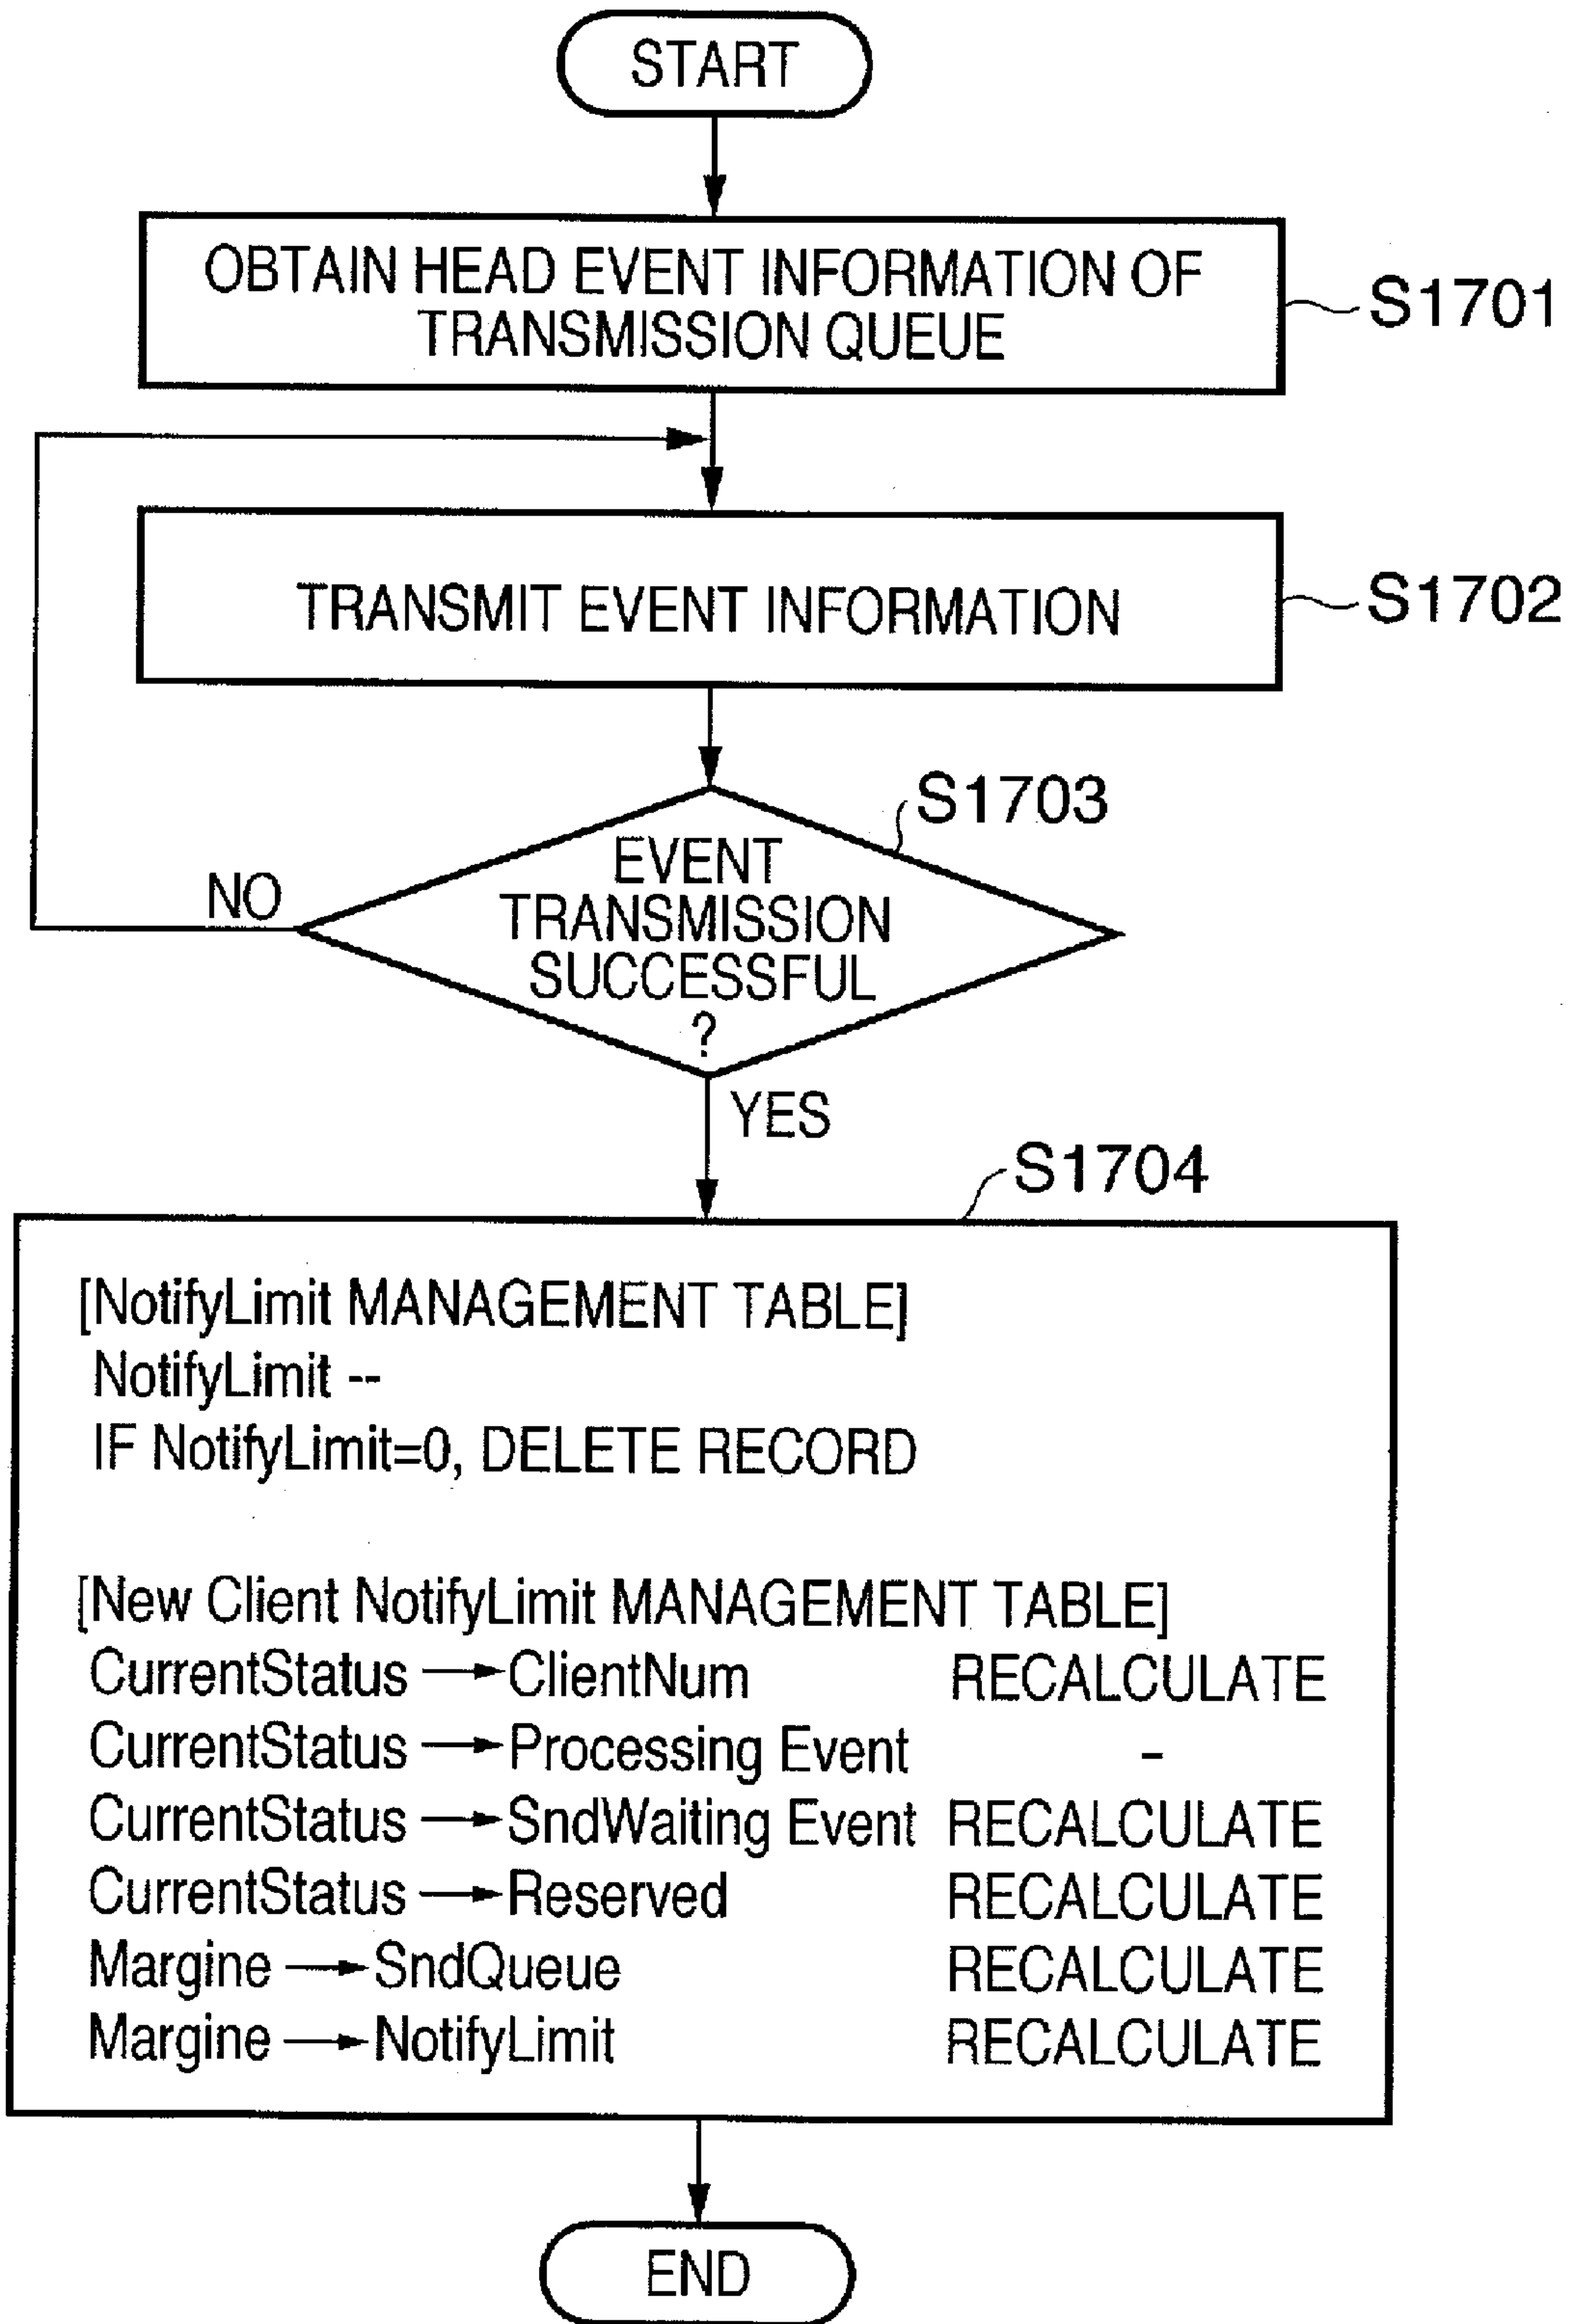 START
OBTAIN HEAD EVENT INFORMATION OF
TRANSMISSION QUEUE
S1701
TRANSMIT EVENT INFORMATION
S1702
S1703
EVENT
TRANSMISSION
SUCCESSFUL
?
NO
YES
S1704
[NotifyLimit MANAGEMENT TABLE]
NotifyLimit --
IF NotifyLimit=0, DELETE RECORD
[New Client NotifyLimit MANAGEMENT TABLE]
CurrentStatus → ClientNum RECALCULATE
CurrentStatus → Processing Event –
CurrentStatus → SndWaiting Event RECALCULATE
CurrentStatus → Reserved RECALCULATE
Margine → SndQueue RECALCULATE
Margine → NotifyLimit RECALCULATE
END